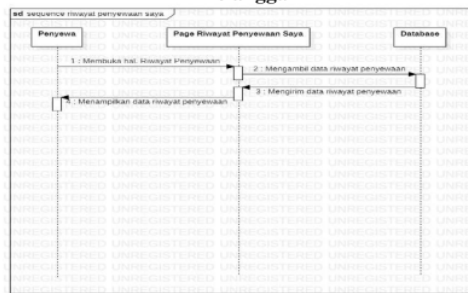 sd sequence riwayat penyewaan saya
Penyewa
Page Riwayat Penyewaan Saya
Database
1 : Membuka hal. Riwayat Penyewaan
2 : Mengambil data riwayat penyewaan
3 : Mengirim data riwayat penyewaan
4 : Menampilkan data riwayat penyewaan
UNREGISTERED